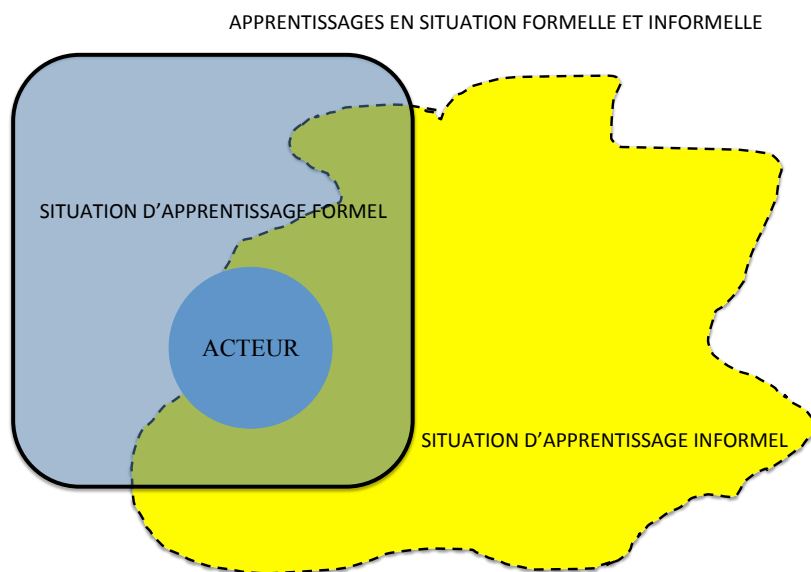 APPRENTISSAGES EN SITUATION FORMELLE ET INFORMELLE
SITUATION D’APPRENTISSAGE FORMEL
ACTEUR
SITUATION D’APPRENTISSAGE INFORMEL